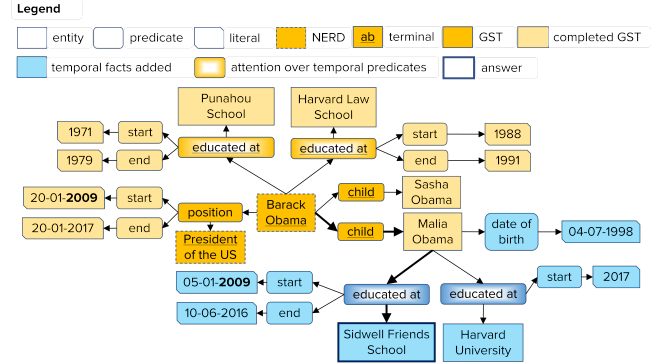 Legend
entity predicate literal NERD ab terminal GST completed GST
temporal facts added attention over temporal predicates answer
Punahou
School
Harvard Law
School
1971 start
educated at
educated at
start 1988
1979 end
end 1991
20-01-2009 start
position
Barack
Obama
child
Sasha
Obama
20-01-2017 end
President
of the US
child
Malia
Obama
date of
birth
04-07-1998
05-01-2009 start
educated at
educated at
start 2017
10-06-2016 end
Sidwell Friends
School
Harvard
University